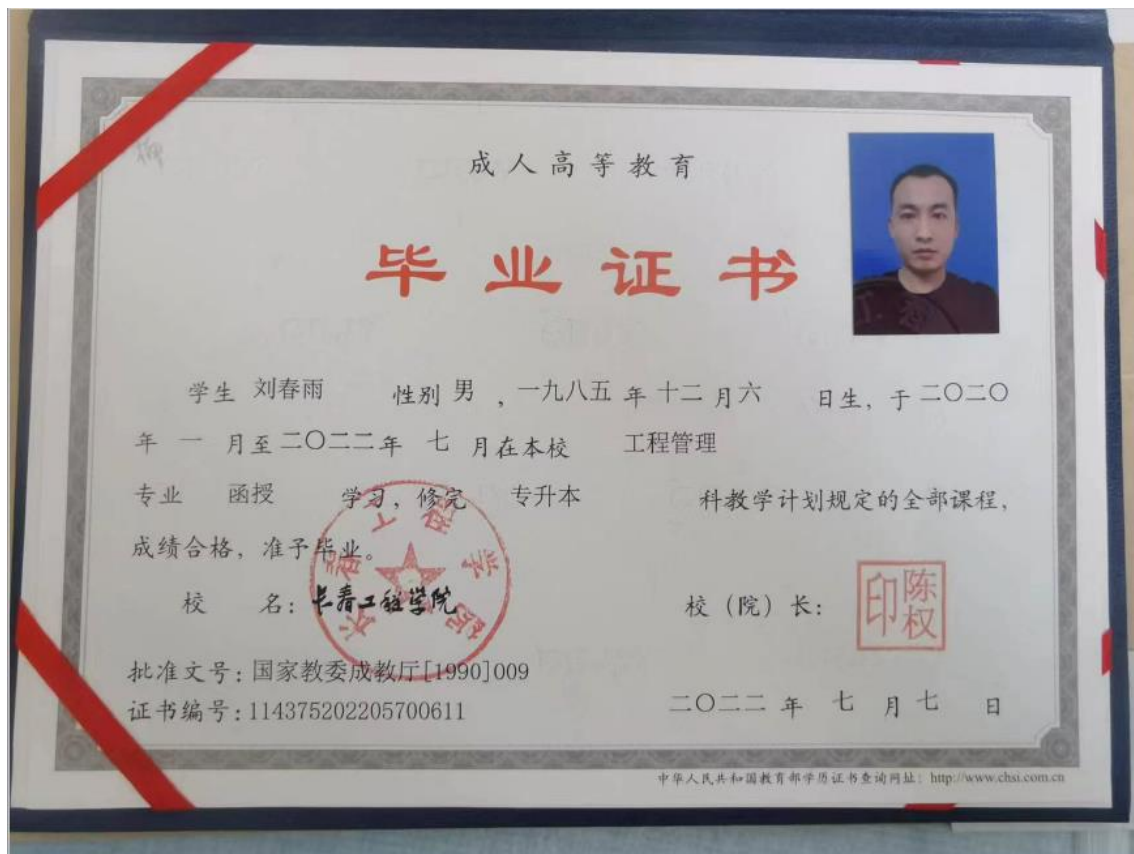 成人高等教育
毕业证书
学生 刘春雨 性别 男 ，一九八五 年 十二 月 六 日生，于 二〇二〇
年 一 月至 二〇二二 年 七 月在本校 工程管理
专业 函授 学习，修完 专升本 科教学计划规定的全部课程，
成绩合格，准予毕业。
校 名：长春工程学院
长春工程学院
校（院）长：
陈权印
批准文号：国家教委成教厅[1990]009
证书编号：114375202205700611
二〇二二 年 七 月 七 日
中华人民共和国教育部学历证书查询网址：http://www.chsi.com.cn